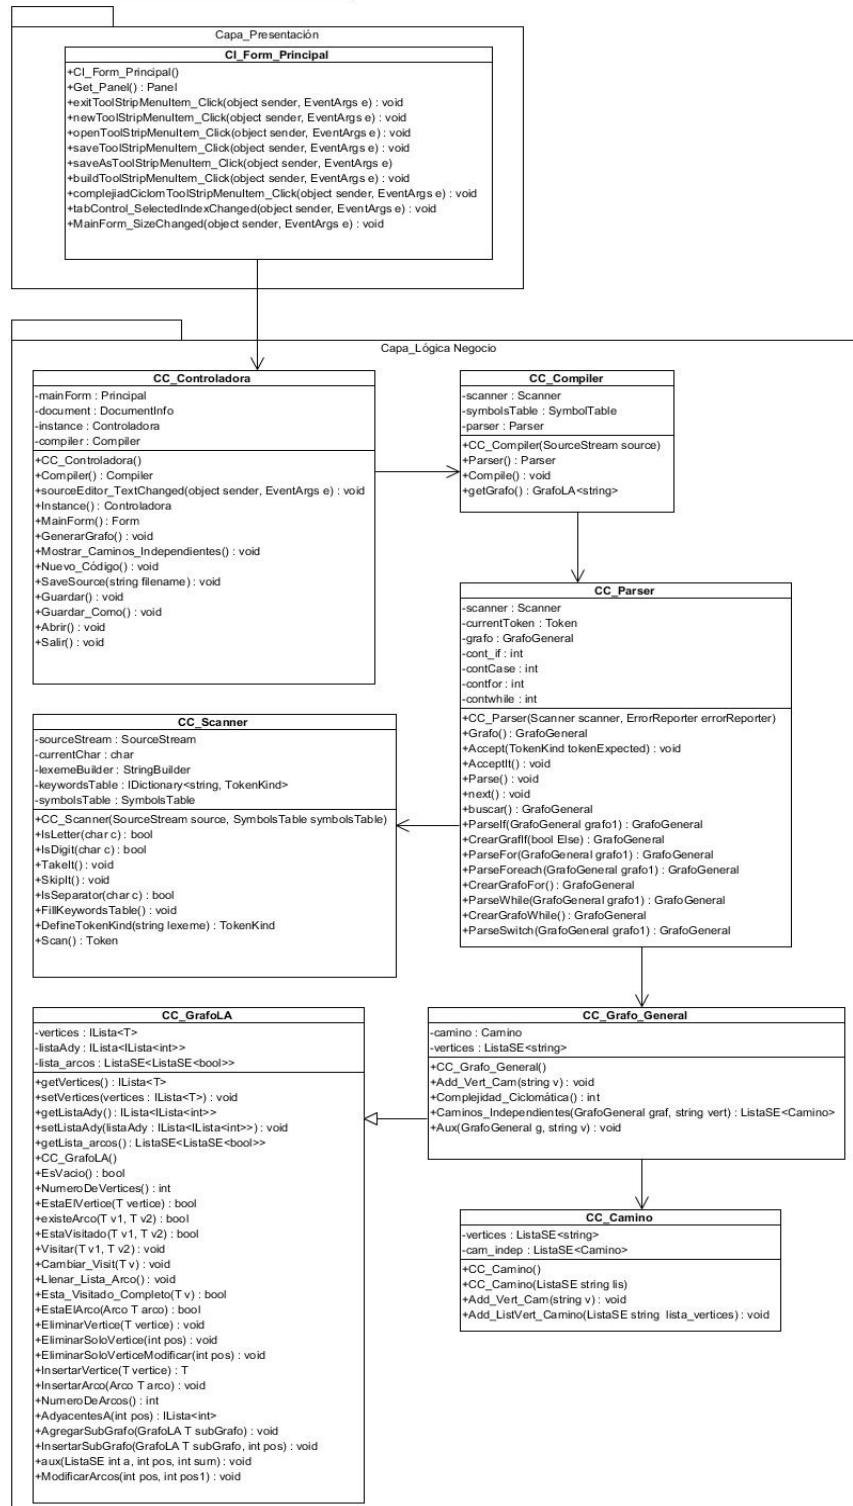 Capa_Presentación
CI_Form_Principal
+CI_Form_Principal()
+Get_Panel() : Panel
+exitToolStripMenuItem_Click(object sender, EventArgs e) : void
+newToolStripMenuItem_Click(object sender, EventArgs e) : void
+openToolStripMenuItem_Click(object sender, EventArgs e) : void
+saveToolStripMenuItem_Click(object sender, EventArgs e) : void
+saveAsToolStripMenuItem_Click(object sender, EventArgs e)
+buildToolStripMenuItem_Click(object sender, EventArgs e) : void
+complejiadCiclomToolStripMenuItem_Click(object sender, EventArgs e) : void
+tabControl_SelectedIndexChanged(object sender, EventArgs e) : void
+MainForm_SizeChanged(object sender, EventArgs e) : void
Capa_Lógica Negocio
CC_Controladora
-mainForm : Principal
-document : DocumentInfo
-instance : Controladora
-compiler : Compiler
+CC_Controladora()
+Compiler() : Compiler
+sourceEditor_TextChanged(object sender, EventArgs e) : void
+Instance() : Controladora
+MainForm() : Form
+GenerarGrafo() : void
+Mostrar_Caminos_Independientes() : void
+Nuevo_Código() : void
+SaveSource(string filename) : void
+Guardar() : void
+Guardar_Como() : void
+Abrir() : void
+Salir() : void
CC_Compiler
-scanner : Scanner
-symbolsTable : SymbolTable
-parser : Parser
+CC_Compiler(SourceStream source)
+Parser() : Parser
+Compile() : void
+getGrafo() : GrafoLA<string>
CC_Parser
-scanner : Scanner
-currentToken : Token
-grafo : GrafoGeneral
-cont_if : int
-contCase : int
-contfor : int
-contwhile : int
+CC_Parser(Scanner scanner, ErrorReporter errorReporter)
+Grafo() : GrafoGeneral
+Accept(TokenKind tokenExpected) : void
+AcceptIt() : void
+Parse() : void
+next() : void
+buscar() : GrafoGeneral
+ParseIf(GrafoGeneral grafo1) : GrafoGeneral
+CrearGrafIf(bool Else) : GrafoGeneral
+ParseFor(GrafoGeneral grafo1) : GrafoGeneral
+ParseForeach(GrafoGeneral grafo1) : GrafoGeneral
+CrearGrafoFor() : GrafoGeneral
+ParseWhile(GrafoGeneral grafo1) : GrafoGeneral
+CrearGrafoWhile() : GrafoGeneral
+ParseSwitch(GrafoGeneral grafo1) : GrafoGeneral
CC_Scanner
-sourceStream : SourceStream
-currentChar : char
-lexemeBuilder : StringBuilder
-keywordsTable : IDictionary<string, TokenKind>
-symbolsTable : SymbolsTable
+CC_Scanner(SourceStream source, SymbolsTable symbolsTable)
+IsLetter(char c) : bool
+IsDigit(char c) : bool
+TakeIt() : void
+SkipIt() : void
+IsSeparator(char c) : bool
+FillKeywordsTable() : void
+DefineTokenKind(string lexeme) : TokenKind
+Scan() : Token
CC_GrafoLA
-vertices : ILista<T>
-listaAdy : ILista<ILista<int>>
-lista_arcos : ListaSE<ListaSE<bool>>
+getVertices() : ILista<T>
+setVertices(vertices : ILista<T>) : void
+getListaAdy() : ILista<ILista<int>>
+setListaAdy(listaAdy : ILista<ILista<int>>) : void
+getLista_arcos() : ListaSE<ListaSE<bool>>
+CC_GrafoLA()
+EsVacio() : bool
+NumeroDeVertices() : int
+EstaElVertice(T vertice) : bool
+existeArco(T v1, T v2) : bool
+EstaVisitado(T v1, T v2) : bool
+Visitar(T v1, T v2) : void
+Cambiar_Visit(T v) : void
+Llenar_Lista_Arco() : void
+Esta_Visitado_Completo(T v) : bool
+EstaElArco(Arco T arco) : bool
+EliminarVertice(T vertice) : void
+EliminarSoloVertice(int pos) : void
+EliminarSoloVerticeModificar(int pos) : void
+InsertarVertice(T vertice) : T
+InsertarArco(Arco T arco) : void
+NumeroDeArcos() : int
+AdyacentesA(int pos) : ILista<int>
+AgregarSubGrafo(GrafoLA T subGrafo) : void
+InsertarSubGrafo(GrafoLA T subGrafo, int pos) : void
+aux(ListaSE int a, int pos, int sum) : void
+ModificarArcos(int pos, int pos1) : void
CC_Grafo_General
-camino : Camino
-vertices : ListaSE<string>
+CC_Grafo_General()
+Add_Vert_Cam(string v) : void
+Complejidad_Ciclomática() : int
+Caminos_Independientes(GrafoGeneral graf, string vert) : ListaSE<Camino>
+Aux(GrafoGeneral g, string v) : void
CC_Camino
-vertices : ListaSE<string>
-cam_indep : ListaSE<Camino>
+CC_Camino()
+CC_Camino(ListaSE string lis)
+Add_Vert_Cam(string v) : void
+Add_ListVert_Camino(ListaSE string lista_vertices) : void